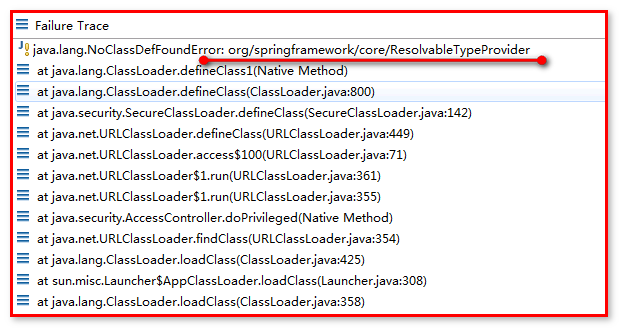 Failure Trace
java.lang.NoClassDefFoundError: org/springframework/core/ResolvableTypeProvider
at java.lang.ClassLoader.defineClass1(Native Method)
at java.lang.ClassLoader.defineClass(ClassLoader.java:800)
at java.security.SecureClassLoader.defineClass(SecureClassLoader.java:142)
at java.net.URLClassLoader.defineClass(URLClassLoader.java:449)
at java.net.URLClassLoader.access$100(URLClassLoader.java:71)
at java.net.URLClassLoader$1.run(URLClassLoader.java:361)
at java.net.URLClassLoader$1.run(URLClassLoader.java:355)
at java.security.AccessController.doPrivileged(Native Method)
at java.net.URLClassLoader.findClass(URLClassLoader.java:354)
at java.lang.ClassLoader.loadClass(ClassLoader.java:425)
at sun.misc.Launcher$AppClassLoader.loadClass(Launcher.java:308)
at java.lang.ClassLoader.loadClass(ClassLoader.java:358)